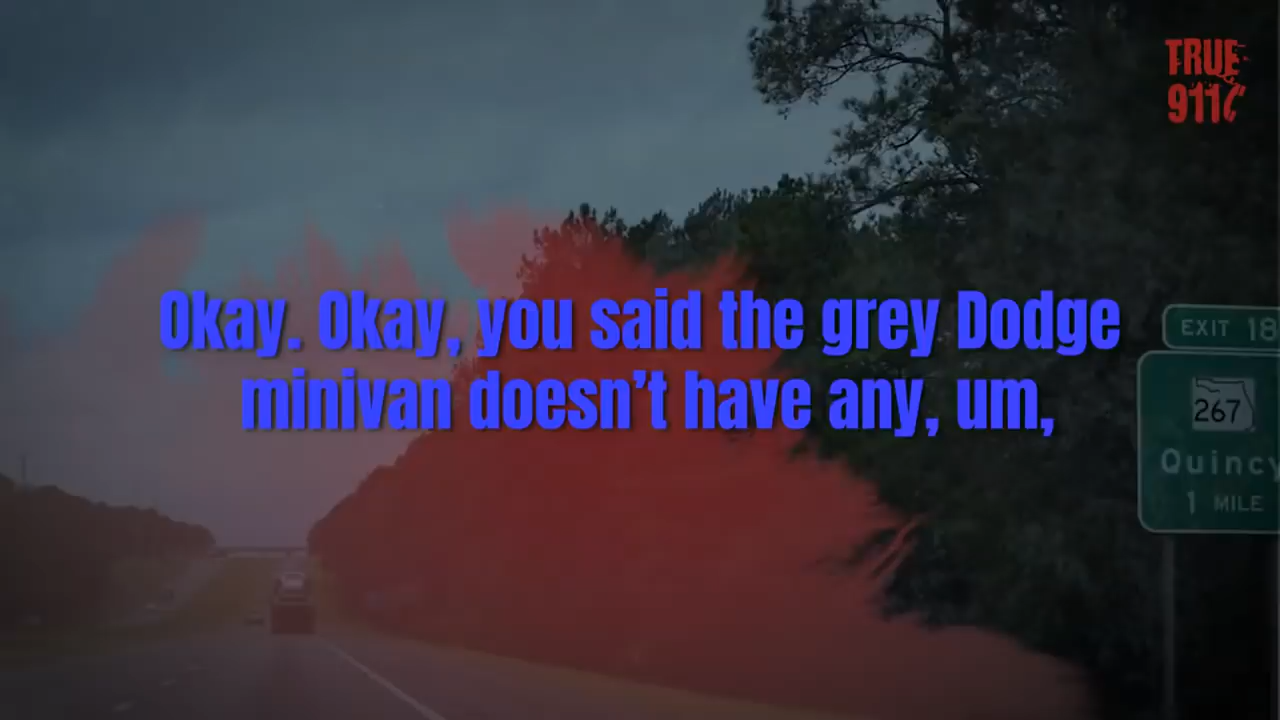 TRUE
911
Okay. Okay, you said the grey Dodge
minivan doesn’t have any, um,
EXIT 18
267
Quincy
1 MILE